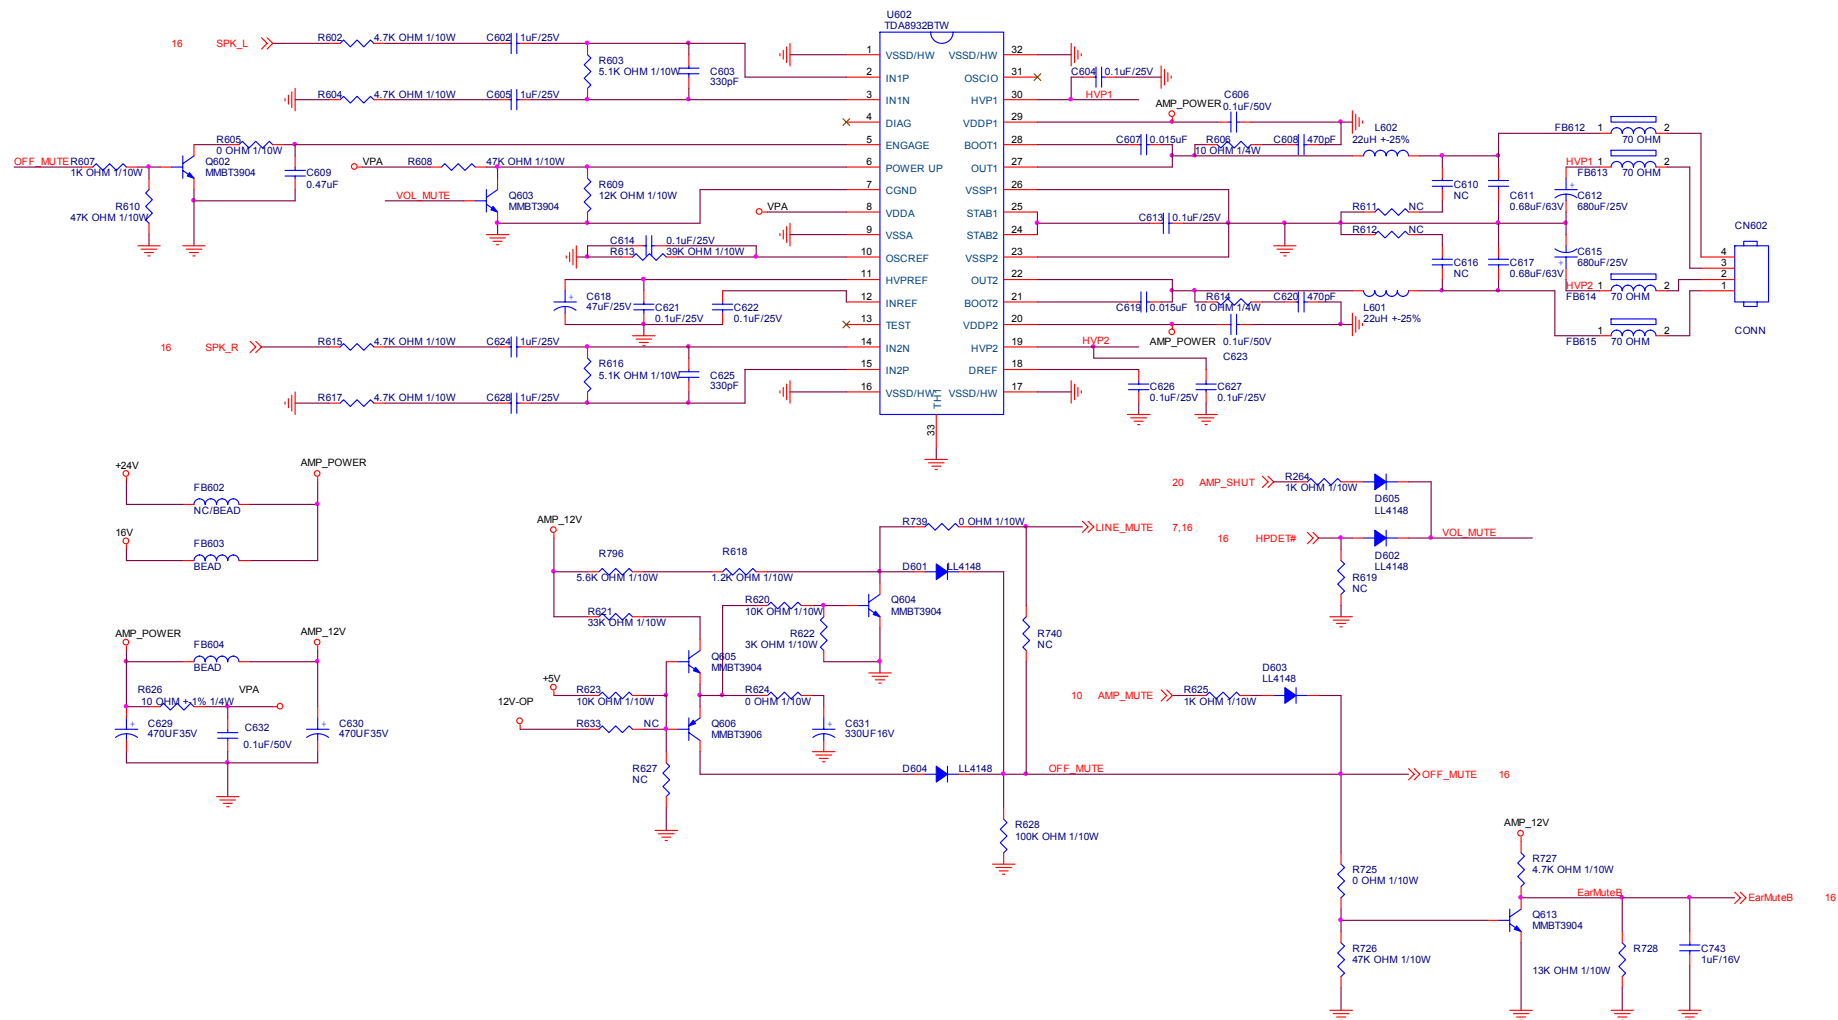 U602
TDA8932BTW
16 SPK_L
R602 4.7K OHM 1/10W
C602 1uF/25V
R603
5.1K OHM 1/10W
C603
330pF
R604 4.7K OHM 1/10W
C605 1uF/25V
1 VSSD/HW
2 IN1P
3 IN1N
4 DIAG
5 ENGAGE
6 POWER UP
7 CGND
8 VDDA
9 VSSA
10 OSCREF
11 HVPREF
12 INREF
13 TEST
14 IN2N
15 IN2P
16 VSSD/HW
VSSD/HW 32
OSCIO 31
HVP1 30
VDDP1 29
BOOT1 28
OUT1 27
VSSP1 26
STAB1 25
STAB2 24
VSSP2 23
OUT2 22
BOOT2 21
VDDP2 20
HVP2 19
DREF 18
VSSD/HW 17
TH1
33
OFF_MUTE
R607
1K OHM 1/10W
R605
0 OHM 1/10W
Q602
MMBT3904
C609
0.47uF
R610
47K OHM 1/10W
VPA
R608 47K OHM 1/10W
VOL_MUTE
Q603
MMBT3904
R609
12K OHM 1/10W
VPA
C614 0.1uF/25V
R613 39K OHM 1/10W
C618
47uF/25V
C621
0.1uF/25V
C622
0.1uF/25V
16 SPK_R
R615 4.7K OHM 1/10W
C624 1uF/25V
R616
5.1K OHM 1/10W
C625
330pF
R617 4.7K OHM 1/10W
C628 1uF/25V
C604 0.1uF/25V
HVP1
AMP_POWER
C606
0.1uF/50V
C607 0.015uF
R606
10 OHM 1/4W
C608 470pF
L602
22uH +-25%
FB612 1 2
70 OHM
HVP1
FB613 1 2
70 OHM
C610
NC
C611
0.68uF/63V
C612
680uF/25V
R611 NC
R612 NC
C613 0.1uF/25V
C616
NC
C617
0.68uF/63V
C615
680uF/25V
CN602
4
3
2
1
CONN
HVP2
FB614 1 2
70 OHM
FB615 1 2
70 OHM
C619 0.015uF
R614
10 OHM 1/4W
C620 470pF
L601
22uH +-25%
AMP_POWER
0.1uF/50V
C623
HVP2
C626
0.1uF/25V
C627
0.1uF/25V
+24V
AMP_POWER
FB602
NC/BEAD
16V
FB603
BEAD
AMP_POWER
AMP_12V
FB604
BEAD
R626
10 OHM +-1% 1/4W
VPA
C629
470UF35V
C632
0.1uF/50V
C630
470UF35V
AMP_12V
R739 0 OHM 1/10W
LINE_MUTE 7,16
R796
5.6K OHM 1/10W
R618
1.2K OHM 1/10W
D601 LL4148
R621
33K OHM 1/10W
R620
10K OHM 1/10W
Q604
MMBT3904
R622
3K OHM 1/10W
R740
NC
Q605
MMBT3904
+5V
R623
10K OHM 1/10W
R624
0 OHM 1/10W
12V-OP
R633 NC
Q606
MMBT3906
C631
330UF16V
R627
NC
D604 LL4148
OFF_MUTE
R628
100K OHM 1/10W
20 AMP_SHUT
R264
1K OHM 1/10W
D605
LL4148
16 HPDET#
D602
LL4148
VOL_MUTE
R619
NC
10 AMP_MUTE
R625
1K OHM 1/10W
D603
LL4148
OFF_MUTE 16
R725
0 OHM 1/10W
R726
47K OHM 1/10W
AMP_12V
R727
4.7K OHM 1/10W
EarMuteB
EarMuteB 16
Q613
MMBT3904
R728
13K OHM 1/10W
C743
1uF/16V